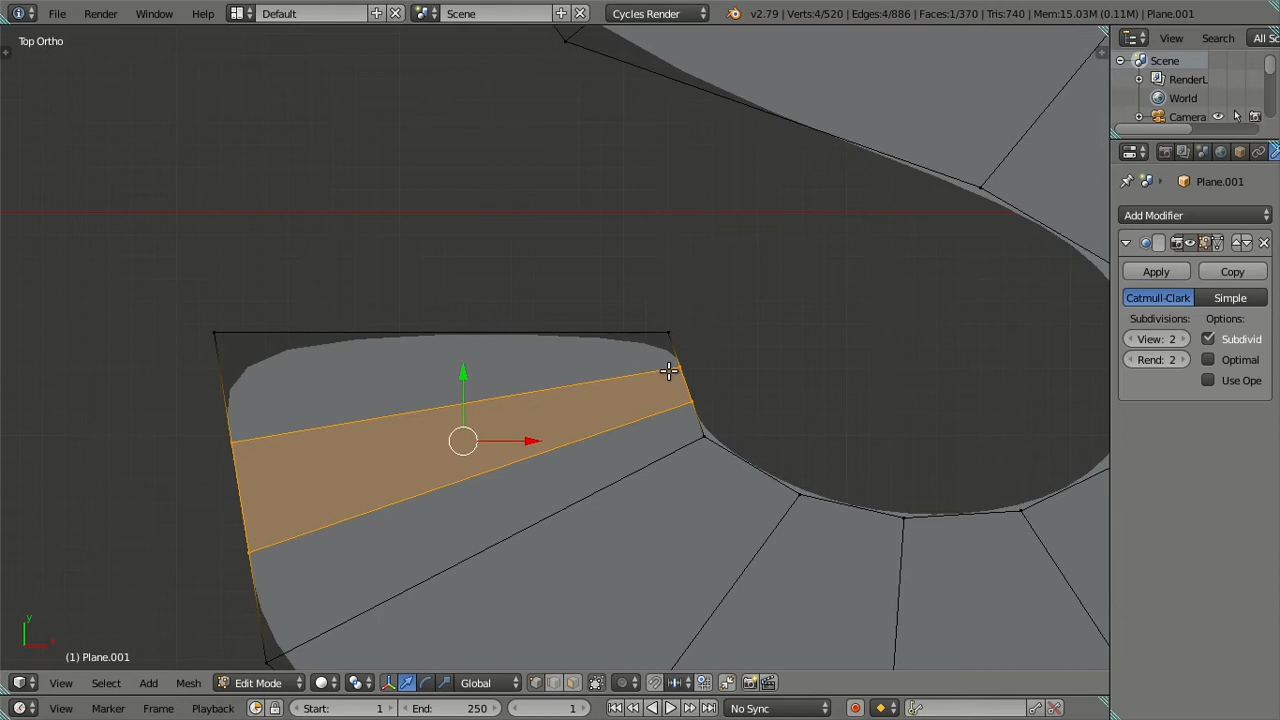 File Render Window Help Default Scene Cycles Render v2.79 | Verts:4/520 | Edges:4/886 | Faces:1/370 | Tris:740 | Mem:15.03M (0.11M) | Plane.001
Top Ortho
View Search All Sc
Scene
RenderL
World
Camera
Plane.001
Add Modifier
Apply Copy
Catmull-Clark Simple
Subdivisions: Options:
View: 2 Subdivid
Rend: 2 Optimal
Use Ope
y
x
(1) Plane.001
View Select Add Mesh Edit Mode Global
View Marker Frame Playback Start: 1 End: 250 1 No Sync